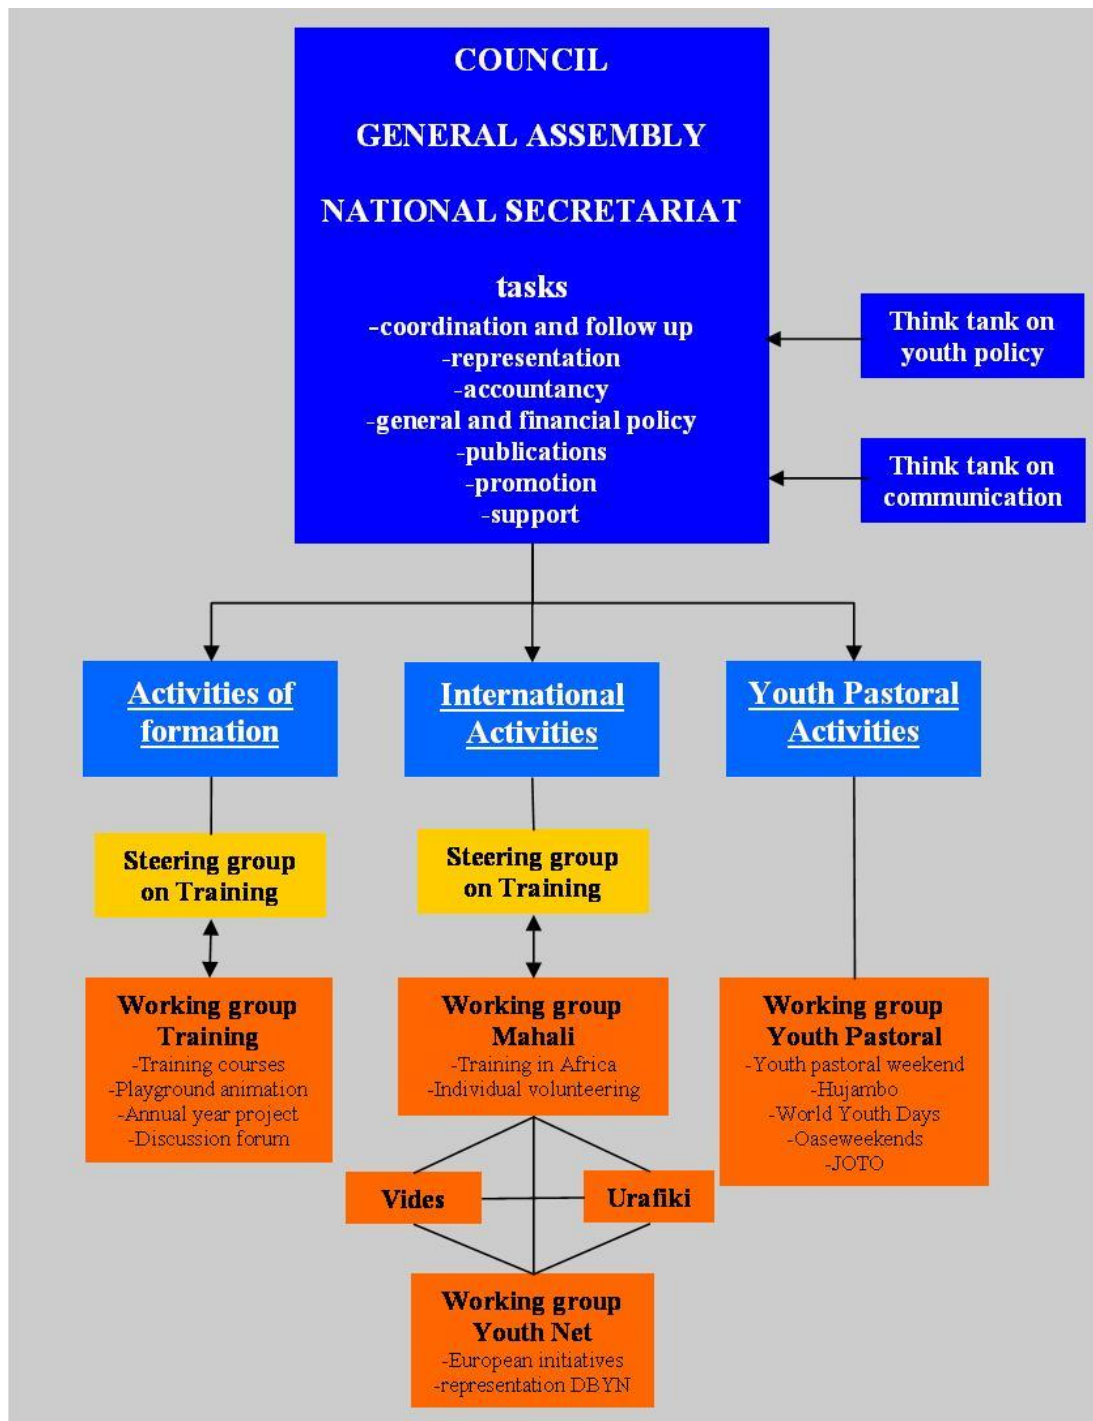 COUNCIL
GENERAL ASSEMBLY
NATIONAL SECRETARIAT
tasks
-coordination and follow up
-representation
-accountancy
-general and financial policy
-publications
-promotion
-support
Think tank on
youth policy
Think tank on
communication
Activities of
formation
International
Activities
Youth Pastoral
Activities
Steering group
on Training
Steering group
on Training
Working group
Training
-Training courses
-Playground animation
-Annual year project
-Discussion forum
Working group
Mahali
-Training in Africa
-Individual volunteering
Working group
Youth Pastoral
-Youth pastoral weekend
-Hujambo
-World Youth Days
-Oaseweekends
-JOTO
Vides
Urafiki
Working group
Youth Net
-European initiatives
-representation DBYN